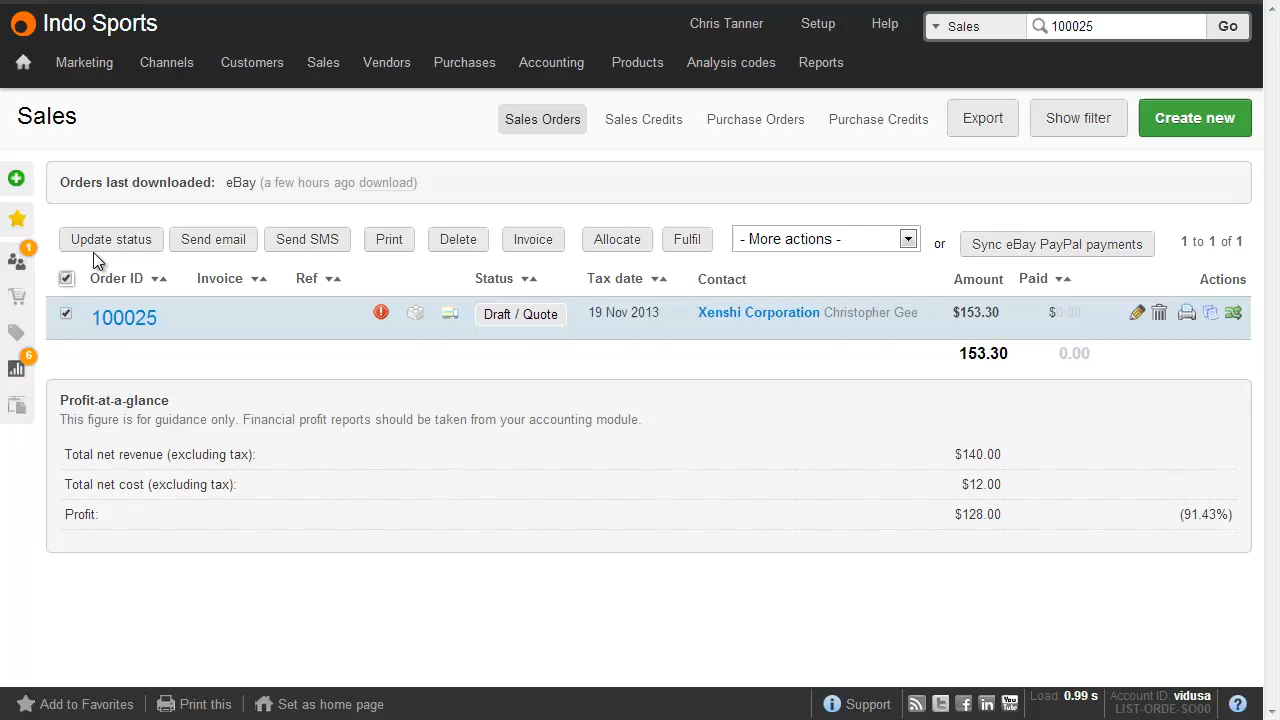 Indo Sports
Chris Tanner Setup Help Sales 100025 Go
Marketing Channels Customers Sales Vendors Purchases Accounting Products Analysis codes Reports
Sales
Sales Orders Sales Credits Purchase Orders Purchase Credits Export Show filter Create new
Orders last downloaded: eBay (a few hours ago download)
Update status Send email Send SMS Print Delete Invoice Allocate Fulfil - More actions - or Sync eBay PayPal payments 1 to 1 of 1
1
Order ID Invoice Ref Status Tax date Contact Amount Paid Actions
100025 Draft / Quote 19 Nov 2013 Xenshi Corporation Christopher Gee $153.30 $0.00
153.30 0.00
6
Profit-at-a-glance
This figure is for guidance only. Financial profit reports should be taken from your accounting module.
Total net revenue (excluding tax): $140.00
Total net cost (excluding tax): $12.00
Profit: $128.00 (91.43%)
Add to Favorites Print this Set as home page Support You Tube Load: 0.99 s Account ID: vidusa
LIST-ORDE-SO00